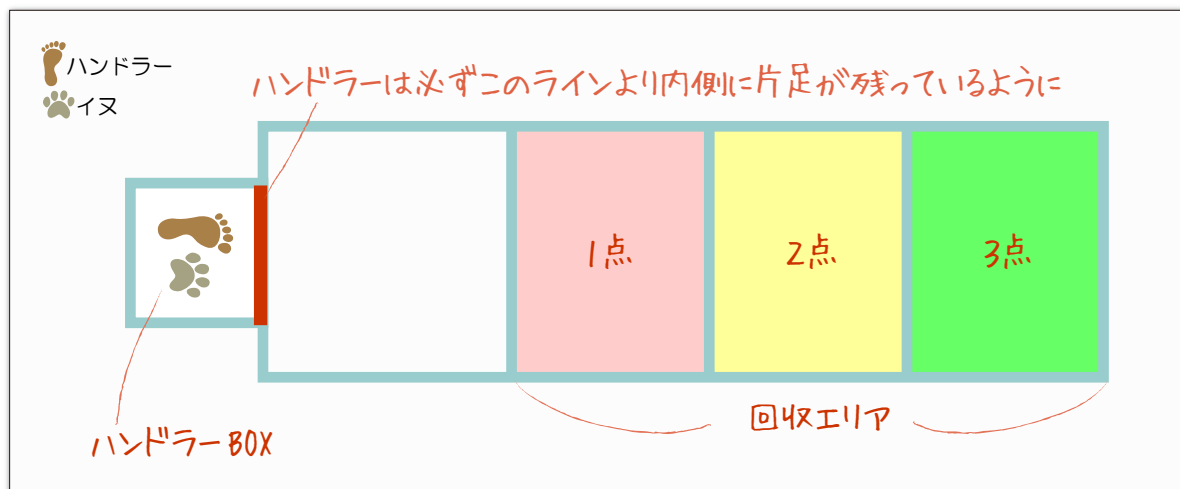 ハンドラー
イヌ
ハンドラーは必ずこのラインより内側に片足が残っているように
1点
2点
3点
回収エリア
ハンドラーBOX